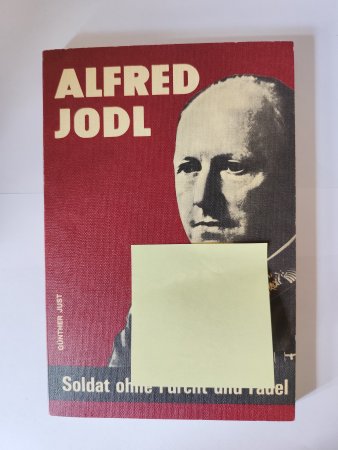 ALFRED
JODL
GÜNTHER JUST
Soldat ohne Furcht und Tadel